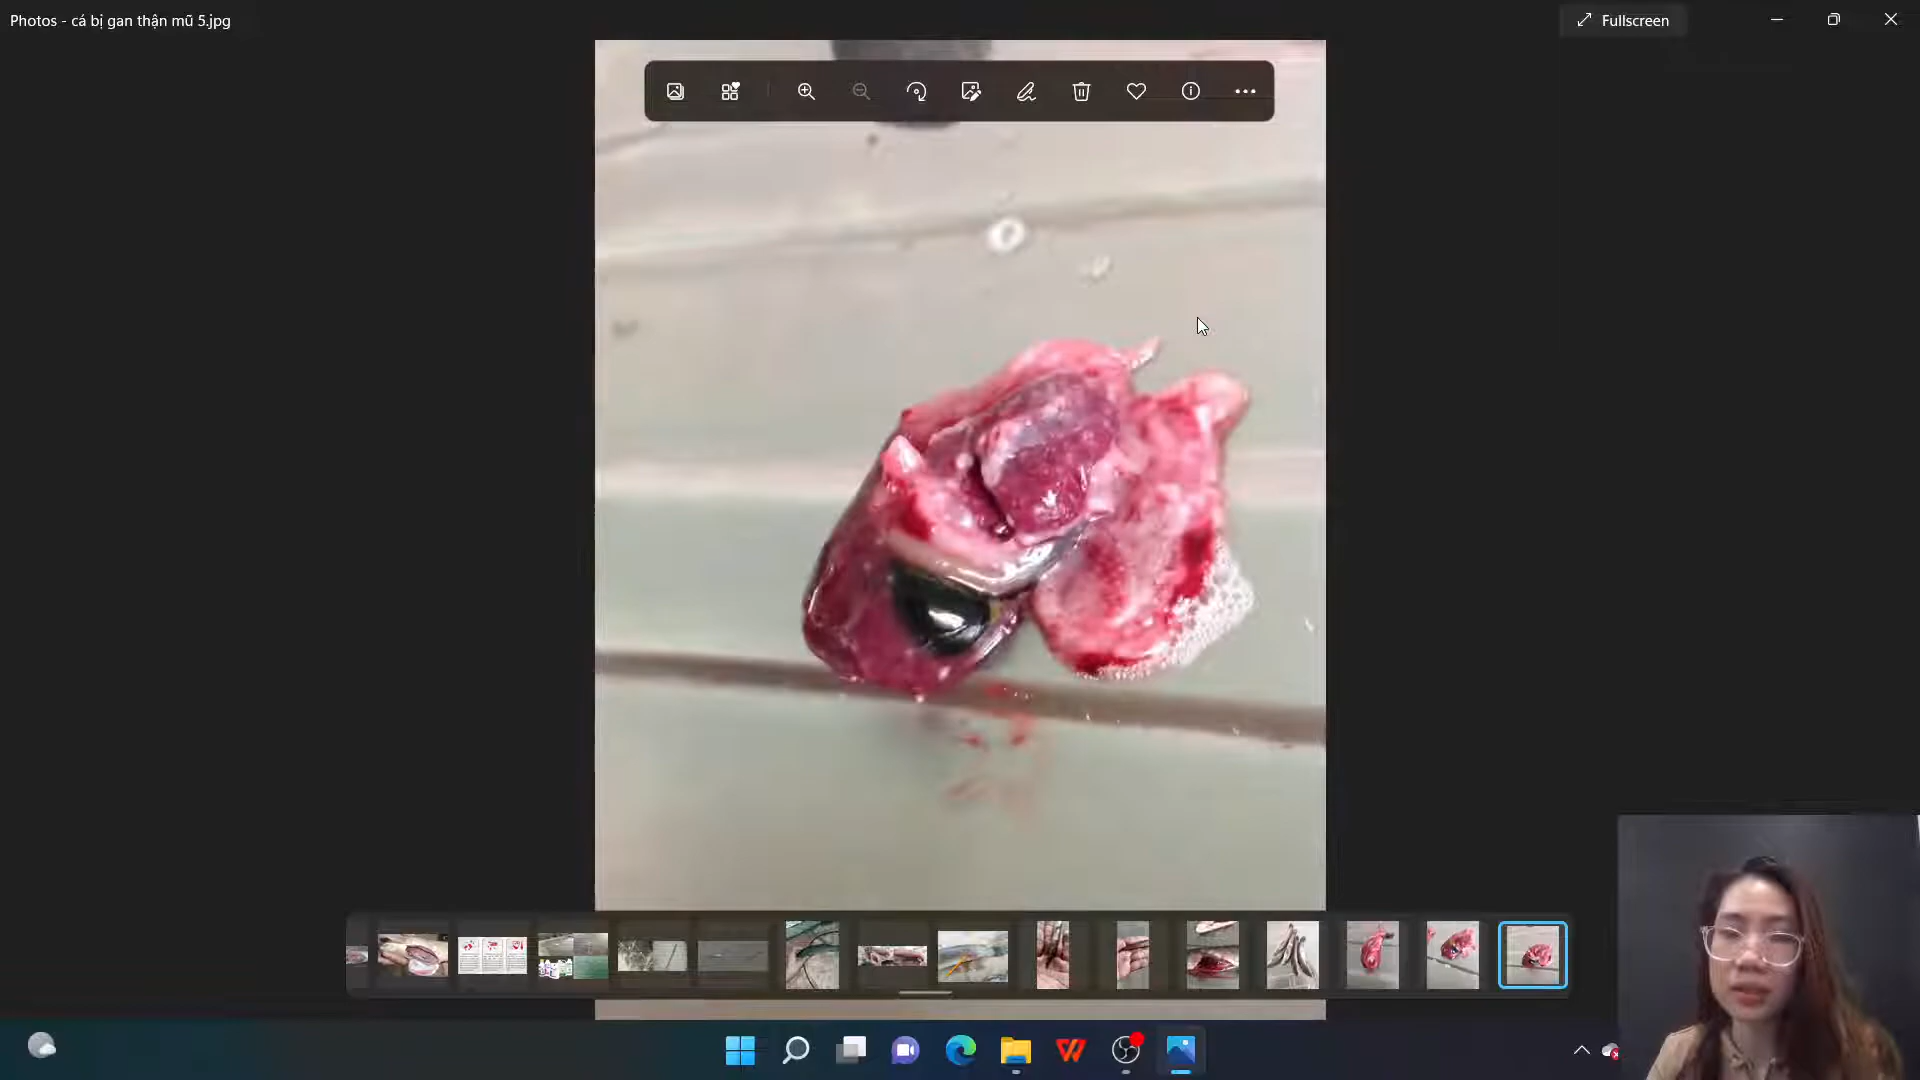 Photos - cá bị gan thận mũ 5.jpg
Fullscreen